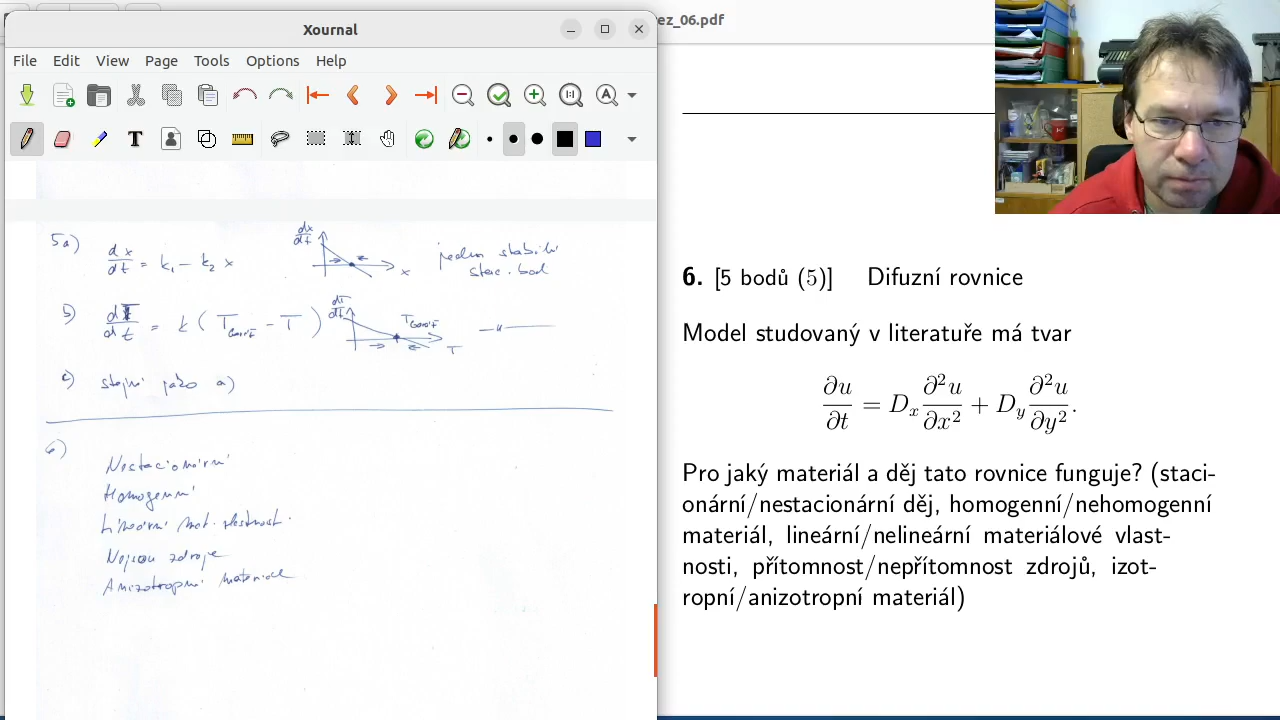 ez_06.pdf
Xournal
File Edit View Page Tools Options Help
5a) dx/dt = k₁ − k₂ x
dx/dt
x
jeden stabilní
stac. bod
b) dT/dt = k ( T − T )
dT/dt
T
—〃—
c) stejné jako a)
6)
Nestacionární
Homogenní
Lineární mat. vlastnosti
Nejsou zdroje
Anizotropní materiál
6. [5 bodů (5)] Difuzní rovnice
Model studovaný v literatuře má tvar
∂u/∂t = Dₓ ∂²u/∂x² + D_y ∂²u/∂y².
Pro jaký materiál a děj tato rovnice funguje? (staci-
onární/nestacionární děj, homogenní/nehomogenní
materiál, lineární/nelineární materiálové vlast-
nosti, přítomnost/nepřítomnost zdrojů, izot-
ropní/anizotropní materiál)